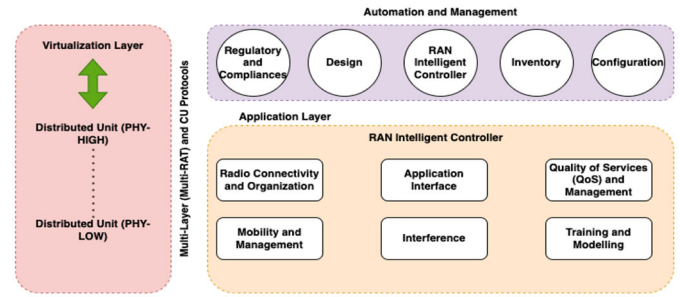 Automation and Management
Virtualization Layer
Distributed Unit (PHY-
HIGH)
Distributed Unit (PHY-
LOW)
Multi-Layer (Multi-RAT) and CU Protocols
Regulatory
and
Compliances
Design
RAN
Intelligent
Controller
Inventory
Configuration
Application Layer
RAN Intelligent Controller
Radio Connectivity
and Organization
Application
Interface
Quality of Services
(QoS) and
Management
Mobility and
Management
Interference
Training and
Modelling